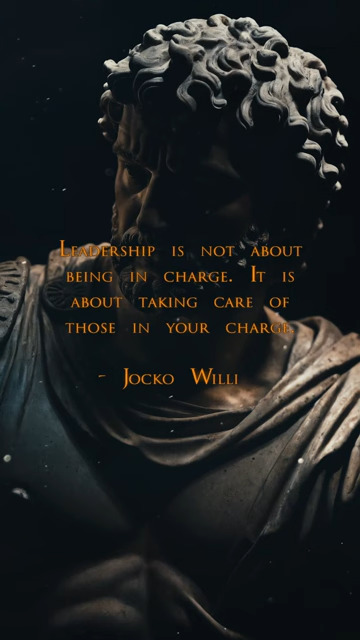 Leadership is not about
being in charge. It is
about taking care of
those in your charge
- Jocko Willi